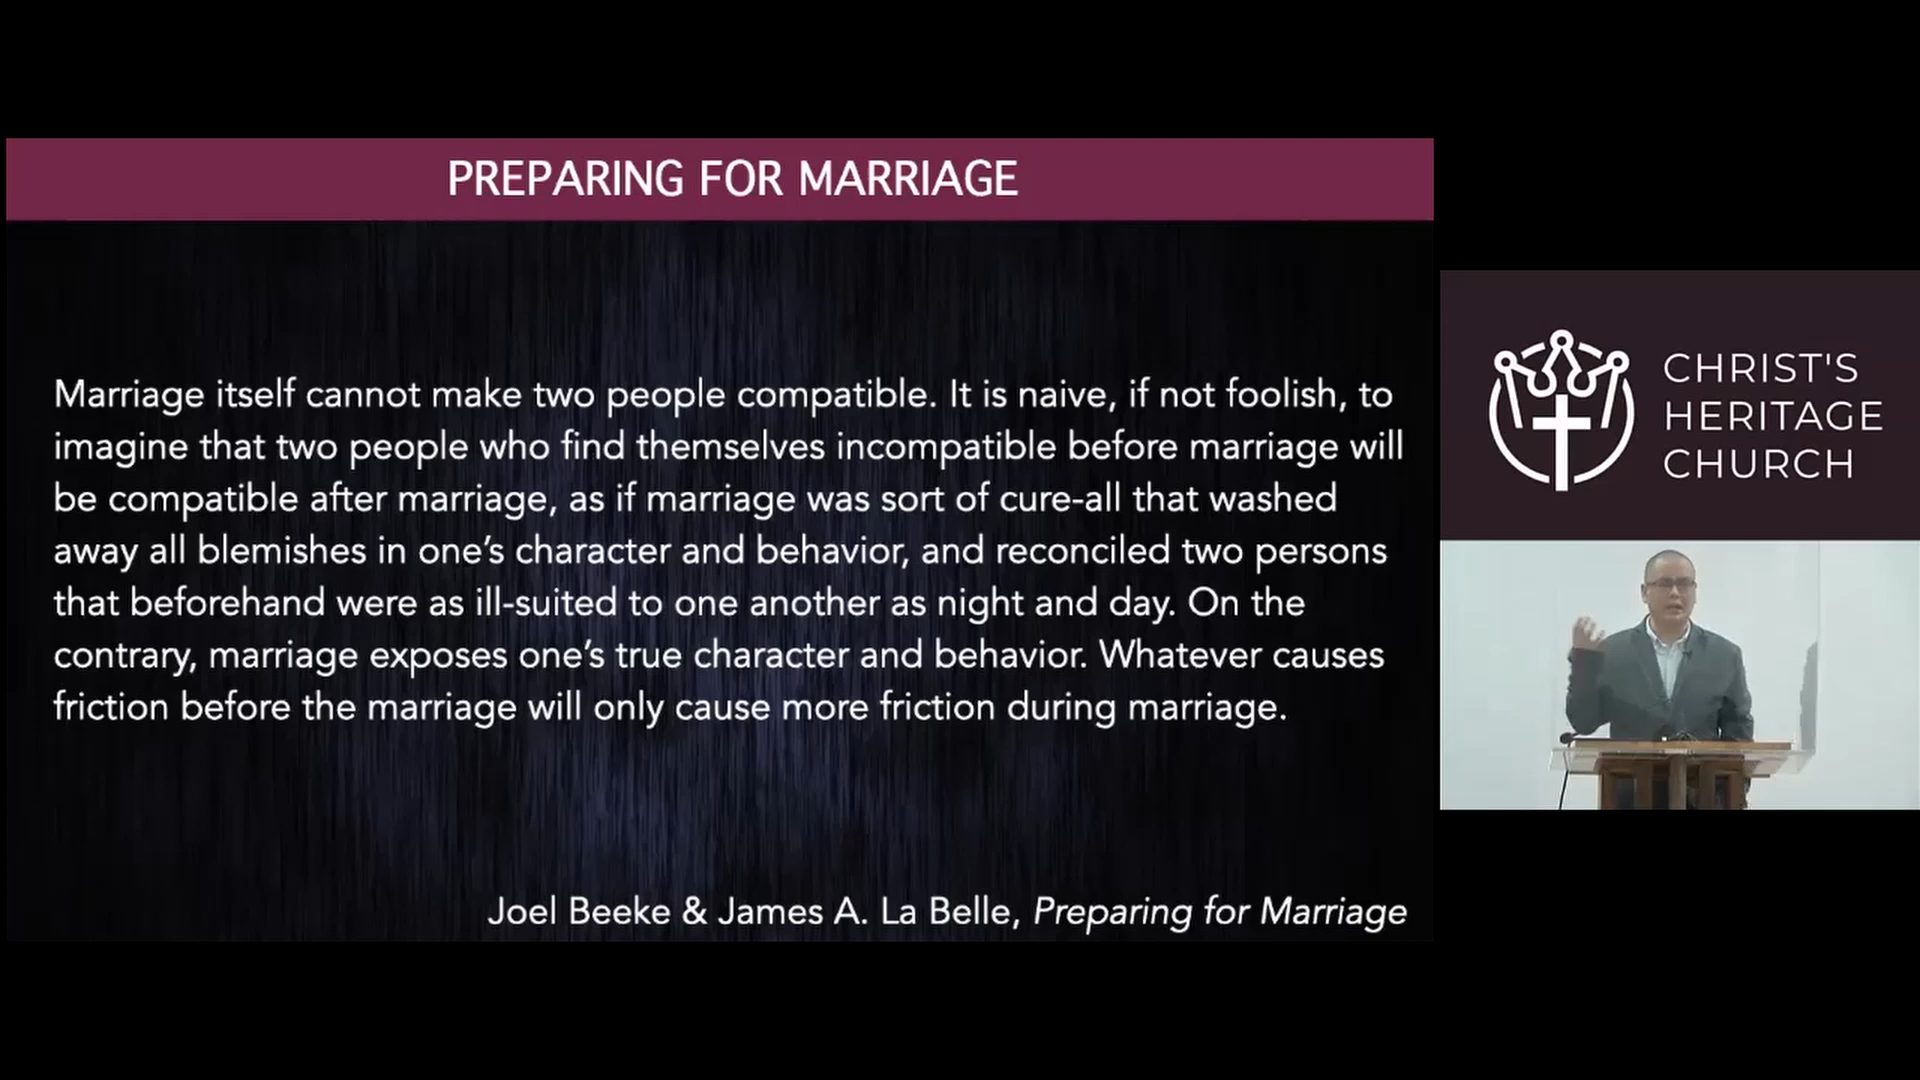 PREPARING FOR MARRIAGE
Marriage itself cannot make two people compatible. It is naive, if not foolish, to
imagine that two people who find themselves incompatible before marriage will
be compatible after marriage, as if marriage was sort of cure-all that washed
away all blemishes in one’s character and behavior, and reconciled two persons
that beforehand were as ill-suited to one another as night and day. On the
contrary, marriage exposes one’s true character and behavior. Whatever causes
friction before the marriage will only cause more friction during marriage.
Joel Beeke & James A. La Belle, Preparing for Marriage
CHRIST'S
HERITAGE
CHURCH